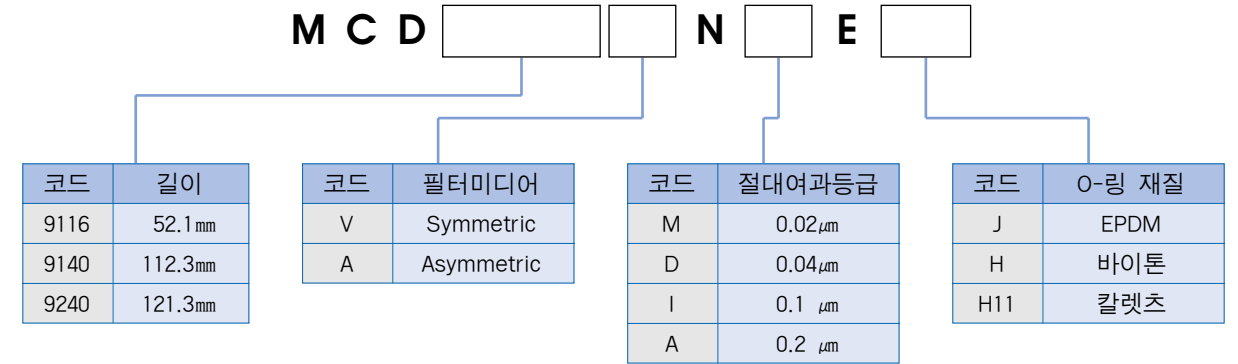 M C D N E
코드 길이
9116 52.1㎜
9140 112.3㎜
9240 121.3㎜
코드 필터미디어
V Symmetric
A Asymmetric
코드 절대여과등급
M 0.02㎛
D 0.04㎛
I 0.1 ㎛
A 0.2 ㎛
코드 O-링 재질
J EPDM
H 바이톤
H11 칼렛츠